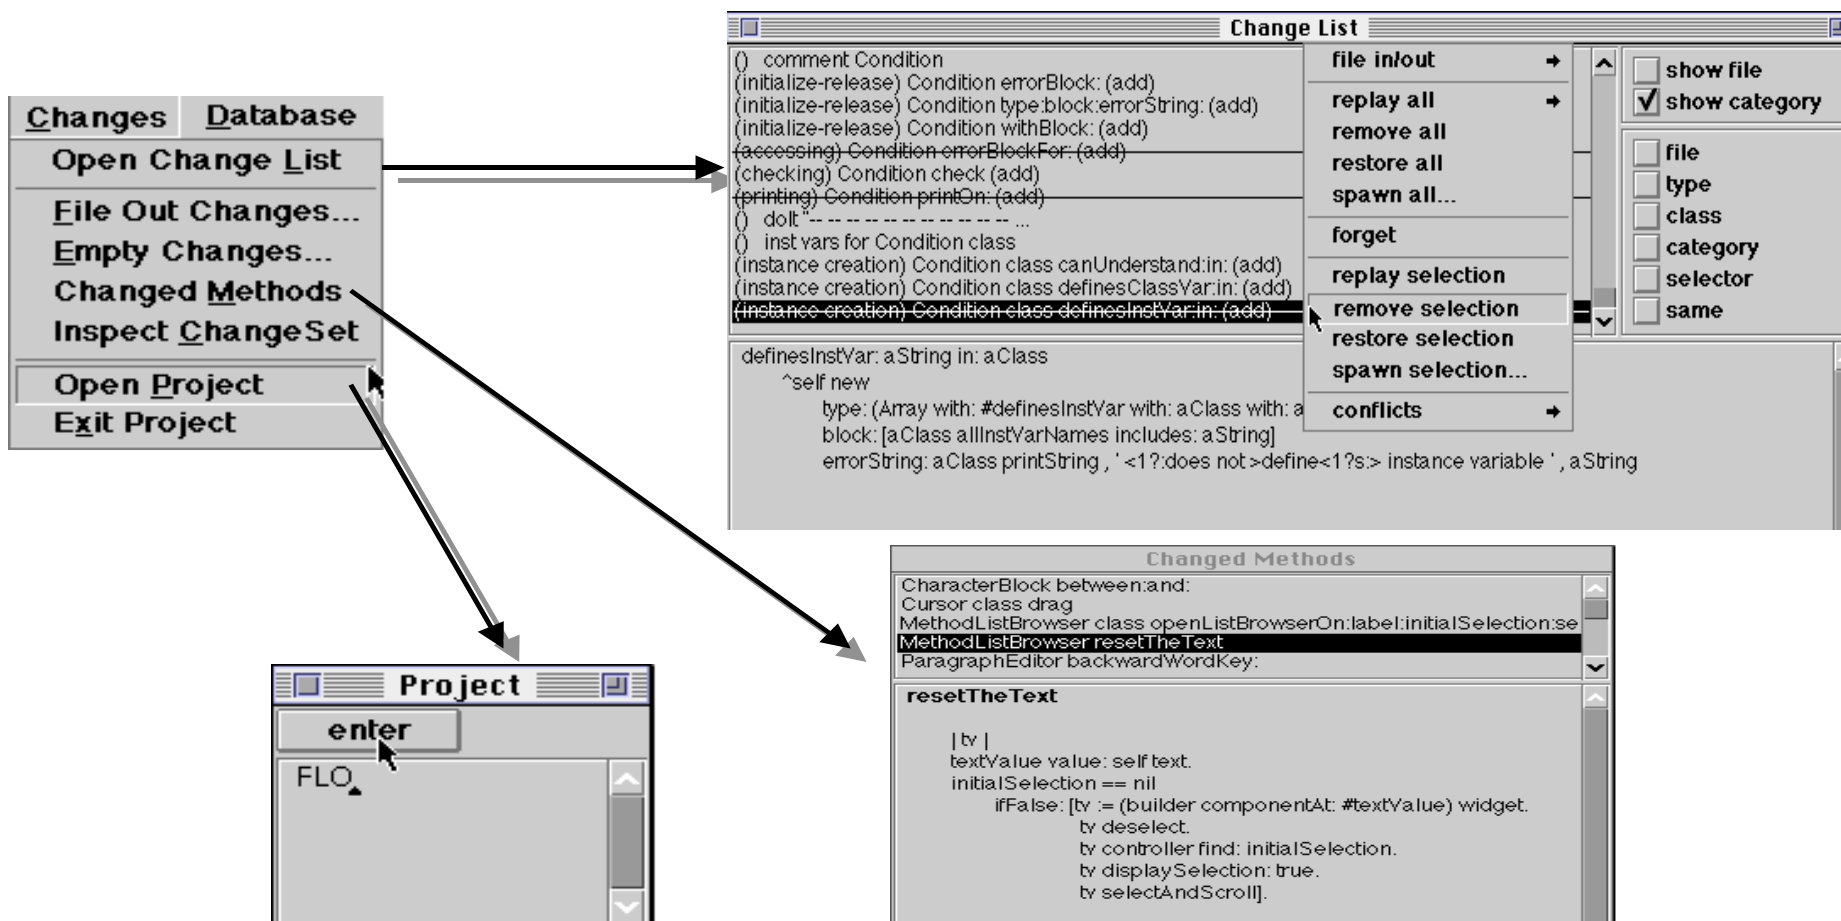 Changes Database
Open Change List
File Out Changes...
Empty Changes...
Changed Methods
Inspect ChangeSet
Open Project
Exit Project
Change List
() comment Condition
(initialize-release) Condition errorBlock: (add)
(initialize-release) Condition type:block:errorString: (add)
(initialize-release) Condition withBlock: (add)
(accessing) Condition errorBlockFor: (add)
(checking) Condition check (add)
(printing) Condition printOn: (add)
() doIt "-- -- -- -- -- -- -- -- -- -- -- ...
() inst vars for Condition class
(instance creation) Condition class canUnderstand:in: (add)
(instance creation) Condition class definesClassVar:in: (add)
(instance creation) Condition class definesInstVar:in: (add)
file in/out
replay all
remove all
restore all
spawn all...
forget
replay selection
remove selection
restore selection
spawn selection...
conflicts
show file
show category
file
type
class
category
selector
same
definesInstVar: aString in: aClass
^self new
type: (Array with: #definesInstVar with: aClass with: a
block: [aClass allInstVarNames includes: aString]
errorString: aClass printString , ' <1?:does not >define<1?s:> instance variable ' , aString
Project
enter
FLO
Changed Methods
CharacterBlock between:and:
Cursor class drag
MethodListBrowser class openListBrowserOn:label:initialSelection:se
MethodListBrowser resetTheText
ParagraphEditor backwardWordKey:
resetTheText
| tv |
textValue value: self text.
initialSelection == nil
ifFalse: [tv := (builder componentAt: #textValue) widget.
tv deselect.
tv controller find: initialSelection.
tv displaySelection: true.
tv selectAndScroll].